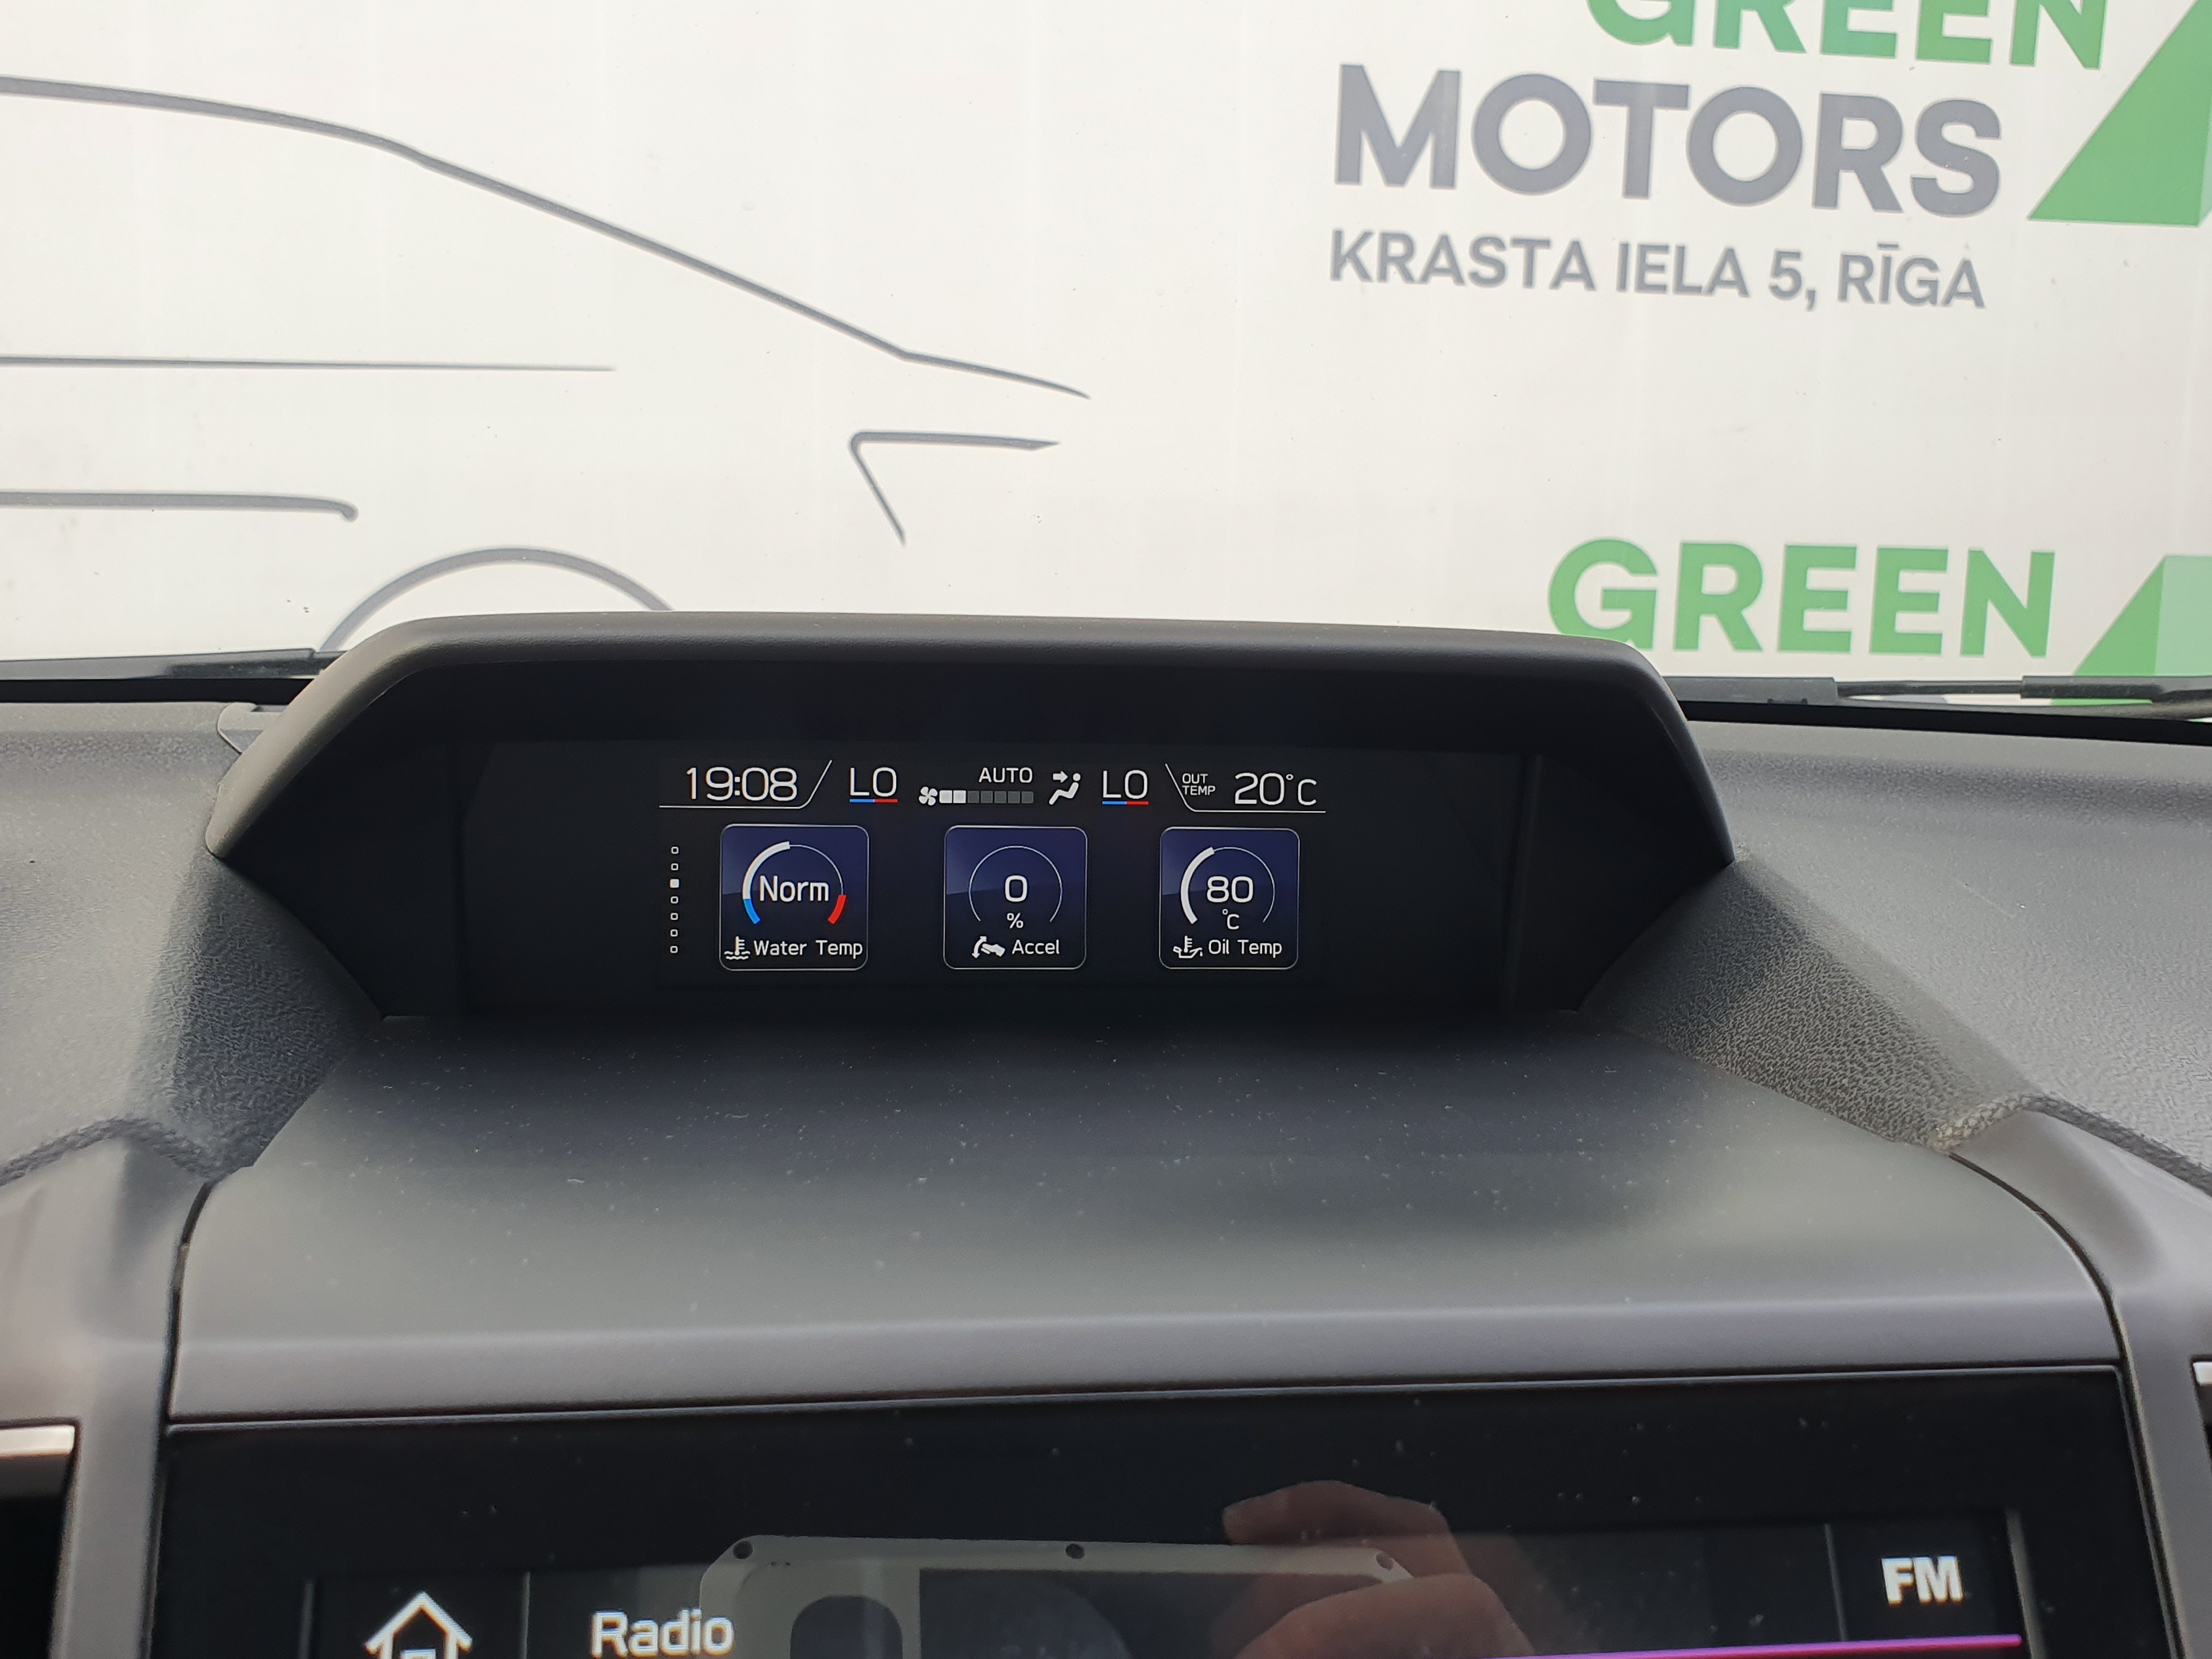 GREEN
MOTORS
KRASTA IELA 5, RĪGA
GREEN
19:08 LO AUTO LO OUT TEMP 20°C
Norm
Water Temp
0
%
Accel
80
°C
Oil Temp
Radio
FM